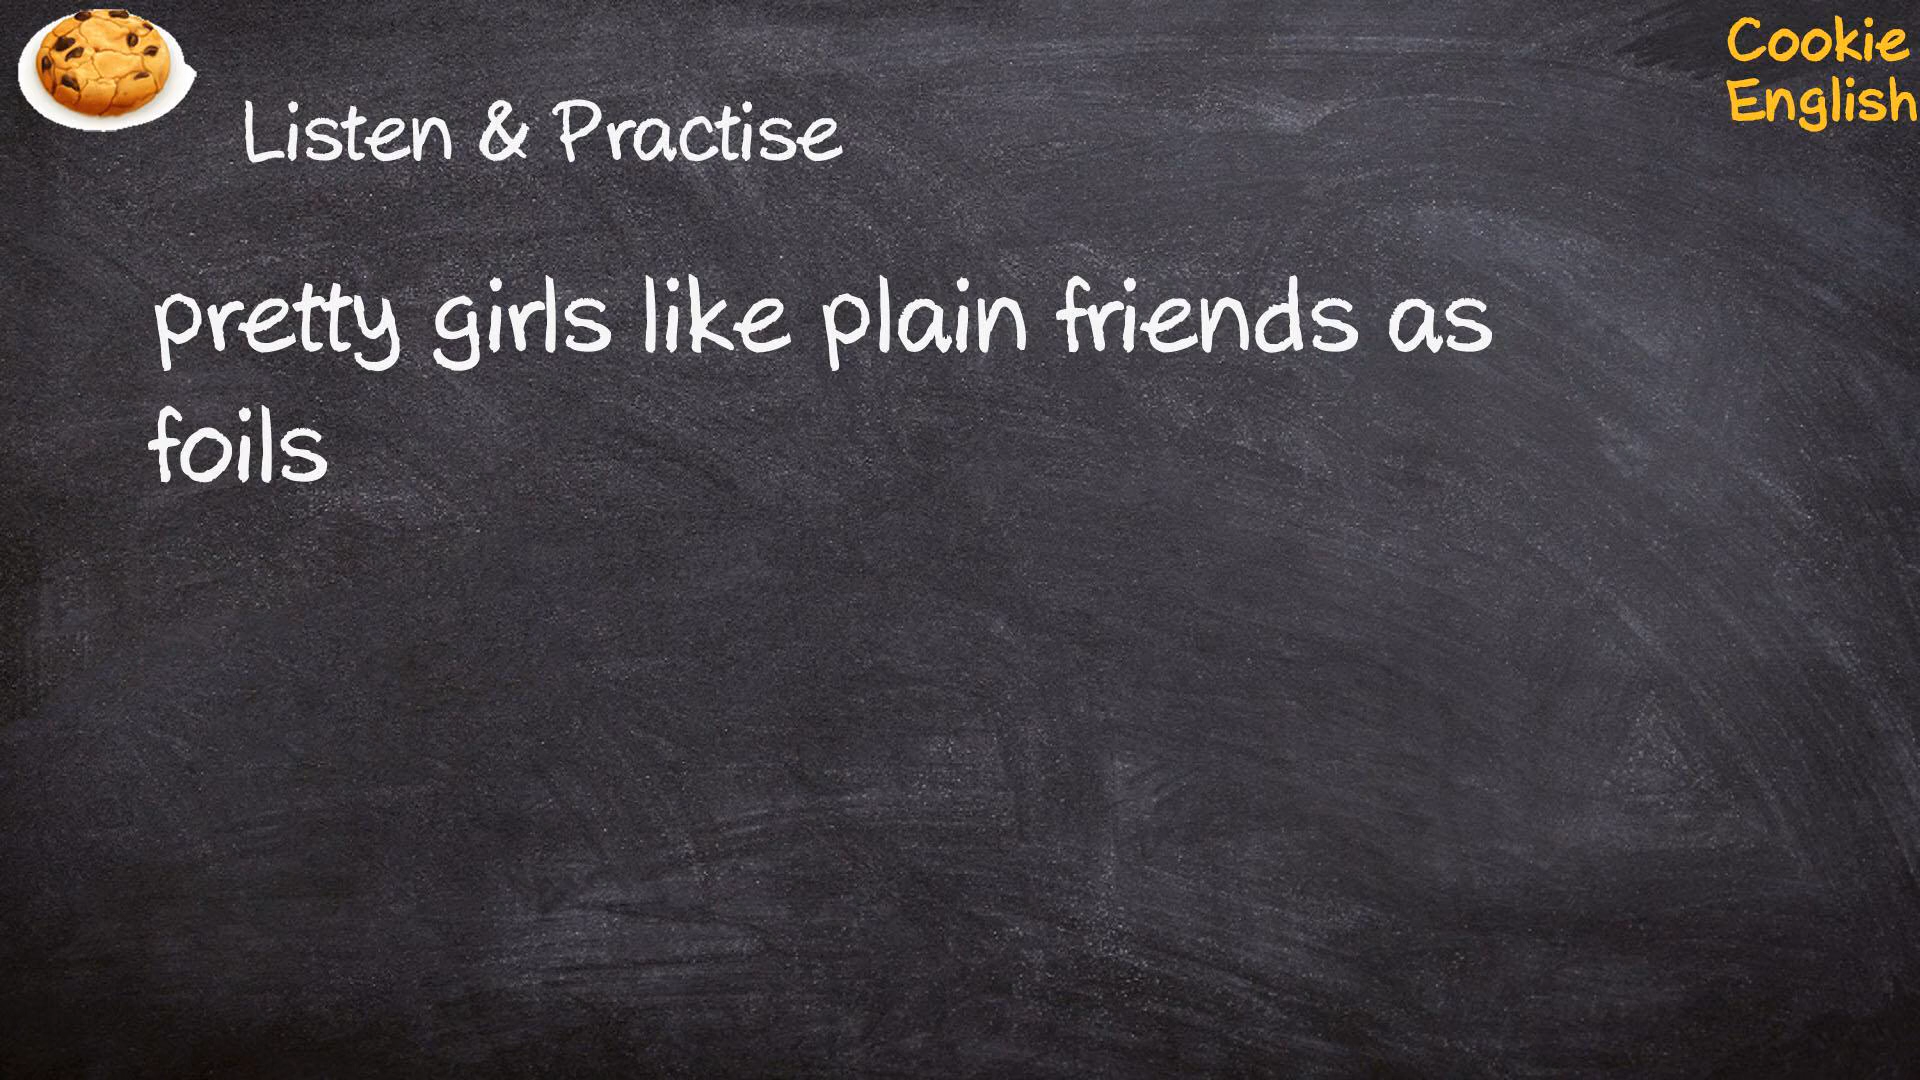 Cookie
English
Listen & Practise
pretty girls like plain friends as
foils